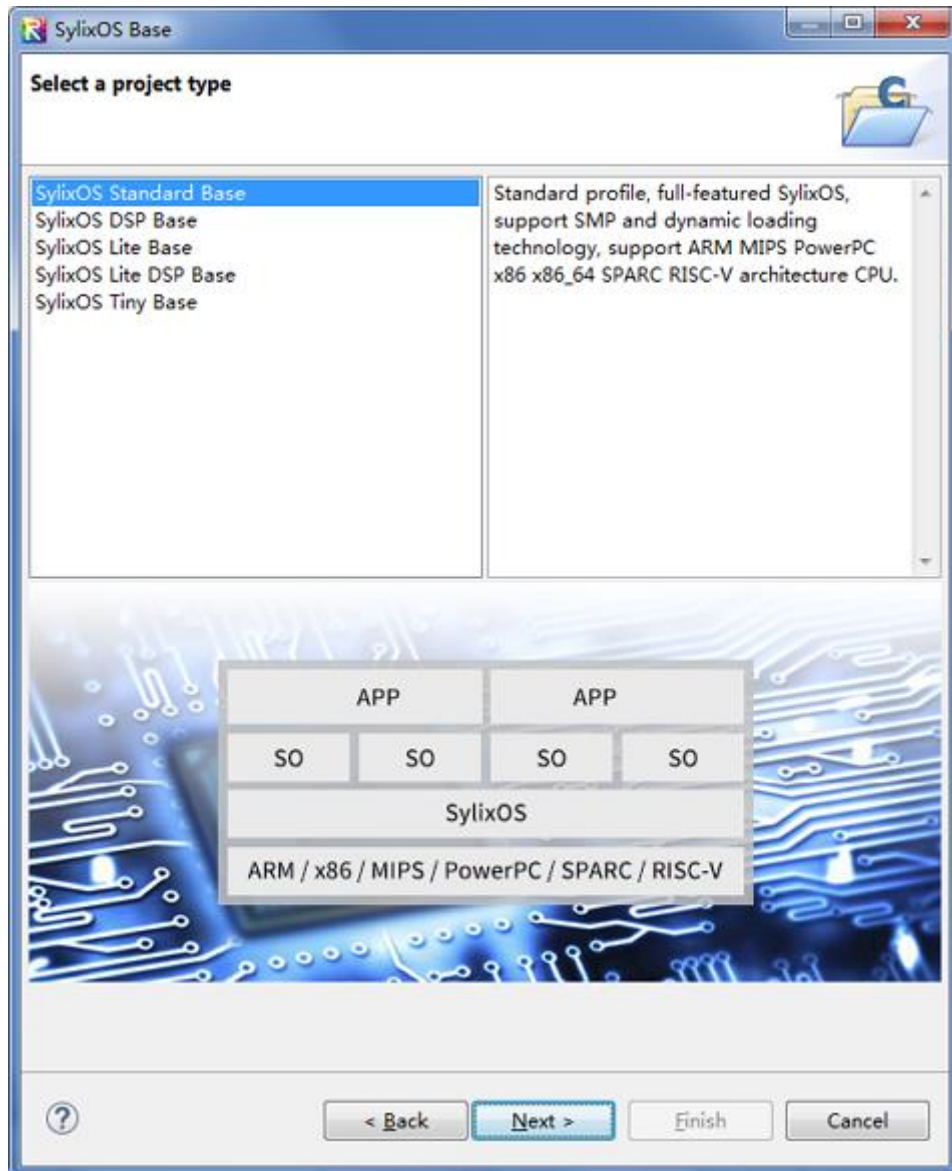 SylixOS Base
Select a project type
SylixOS Standard Base
SylixOS DSP Base
SylixOS Lite Base
SylixOS Lite DSP Base
SylixOS Tiny Base
Standard profile, full-featured SylixOS,
support SMP and dynamic loading
technology, support ARM MIPS PowerPC
x86 x86_64 SPARC RISC-V architecture CPU.
APP APP
SO SO SO SO
SylixOS
ARM / x86 / MIPS / PowerPC / SPARC / RISC-V
? < Back Next > Finish Cancel